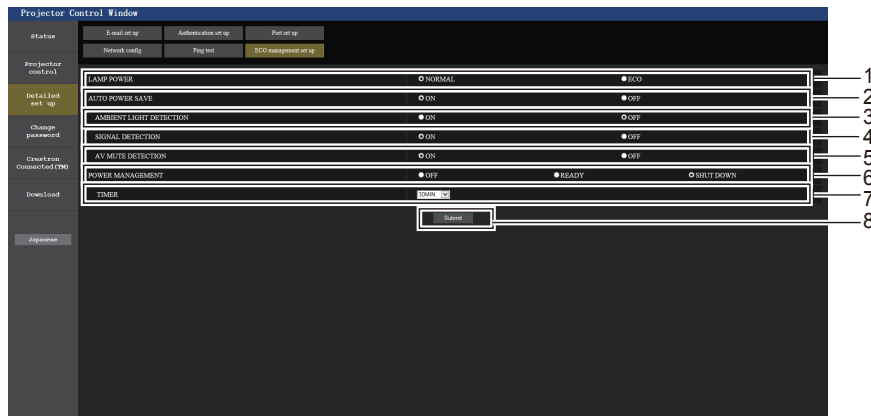 Projector Control Window
Status
Projector
control
Detailed
set up
Change
password
Crestron
Connected(TM)
Download
Japanese
E-mail set up Authentication set up Port set up
Network config Ping test ECO management set up
LAMP POWER NORMAL ECO 1
AUTO POWER SAVE ON OFF 2
AMBIENT LIGHT DETECTION ON OFF 3
SIGNAL DETECTION ON OFF 4
AV MUTE DETECTION ON OFF 5
POWER MANAGEMENT OFF READY SHUT DOWN 6
TIMER 30MIN. 7
Submit 8